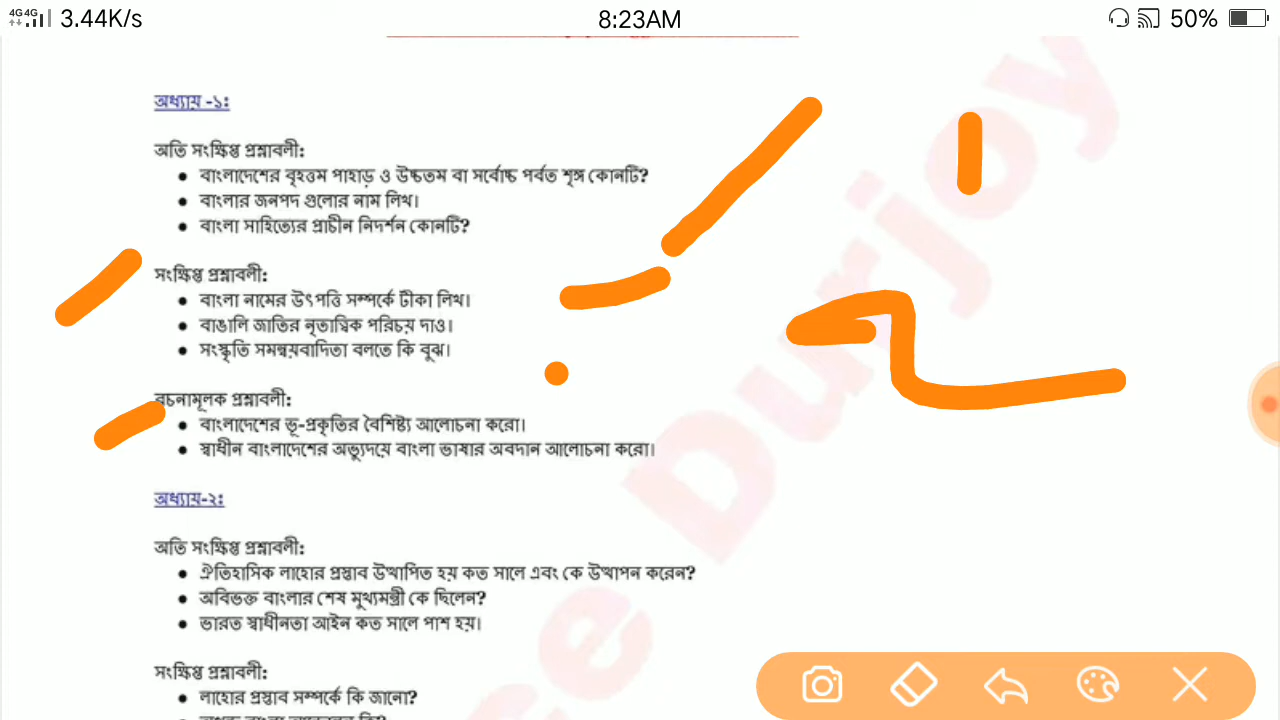 4G 4G 3.44K/s 8:23AM 50%
অধ্যায় -১:
অতি সংক্ষিপ্ত প্রশ্নাবলী:
• বাংলাদেশের বৃহত্তম পাহাড় ও উচ্চতম বা সর্বোচ্চ পর্বত শৃঙ্গ কোনটি?
• বাংলার জনপদ গুলোর নাম লিখ।
• বাংলা সাহিত্যের প্রাচীন নিদর্শন কোনটি?
সংক্ষিপ্ত প্রশ্নাবলী:
• বাংলা নামের উৎপত্তি সম্পর্কে টীকা লিখ।
• বাঙালি জাতির নৃতাত্বিক পরিচয় দাও।
• সংস্কৃতি সমন্বয়বাদিতা বলতে কি বুঝ।
রচনামূলক প্রশ্নাবলী:
• বাংলাদেশের ভূ-প্রকৃতির বৈশিষ্ট্য আলোচনা করো।
• স্বাধীন বাংলাদেশের অভ্যুদয়ে বাংলা ভাষার অবদান আলোচনা করো।
অধ্যায়-২:
অতি সংক্ষিপ্ত প্রশ্নাবলী:
• ঐতিহাসিক লাহোর প্রস্তাব উত্থাপিত হয় কত সালে এবং কে উত্থাপন করেন?
• অবিভক্ত বাংলার শেষ মুখ্যমন্ত্রী কে ছিলেন?
• ভারত স্বাধীনতা আইন কত সালে পাশ হয়।
সংক্ষিপ্ত প্রশ্নাবলী:
• লাহোর প্রস্তাব সম্পর্কে কি জানো?
Durjoy